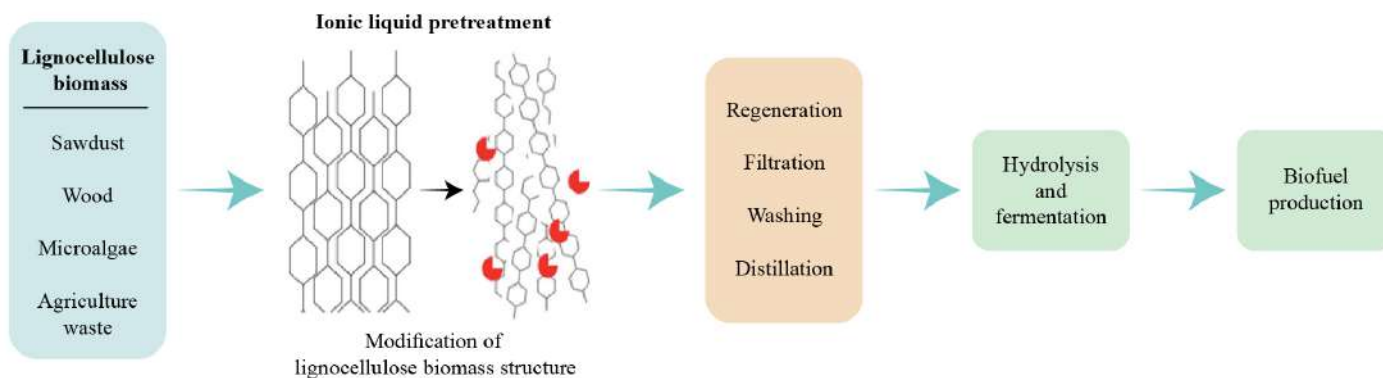 Lignocellulose
biomass
Sawdust
Wood
Microalgae
Agriculture
waste
Ionic liquid pretreatment
Modification of
lignocellulose biomass structure
Regeneration
Filtration
Washing
Distillation
Hydrolysis
and
fermentation
Biofuel
production